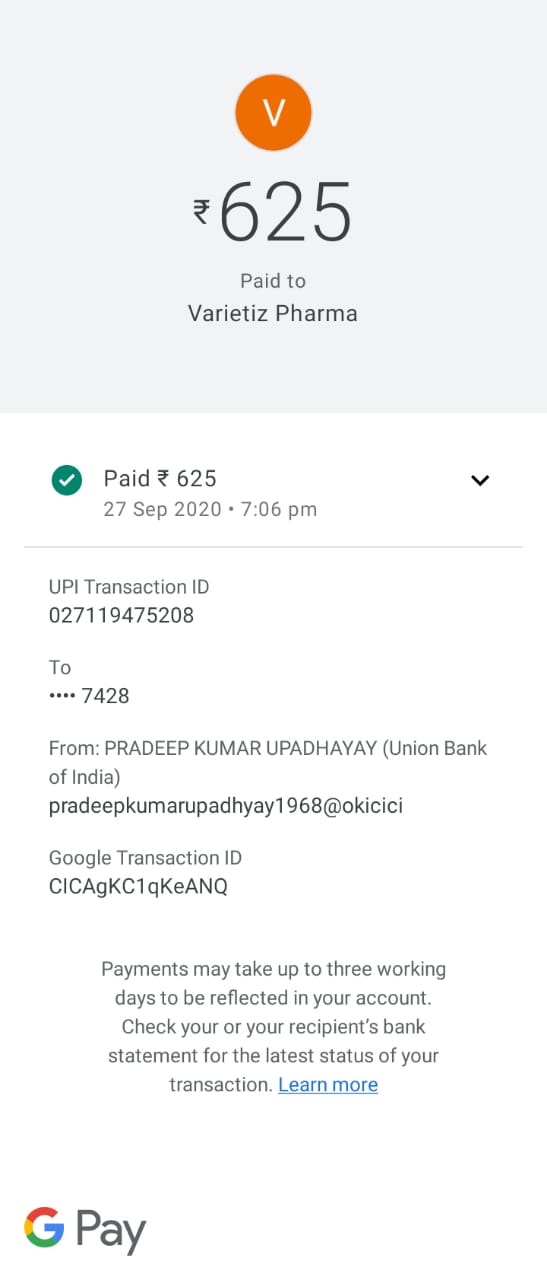 V
₹625
Paid to
Varietiz Pharma
Paid ₹ 625
27 Sep 2020 • 7:06 pm
UPI Transaction ID
027119475208
To
•••• 7428
From: PRADEEP KUMAR UPADHAYAY (Union Bank
of India)
pradeepkumarupadhyay1968@okicici
Google Transaction ID
CICAgKC1qKeANQ
Payments may take up to three working
days to be reflected in your account.
Check your or your recipient’s bank
statement for the latest status of your
transaction. Learn more
G Pay